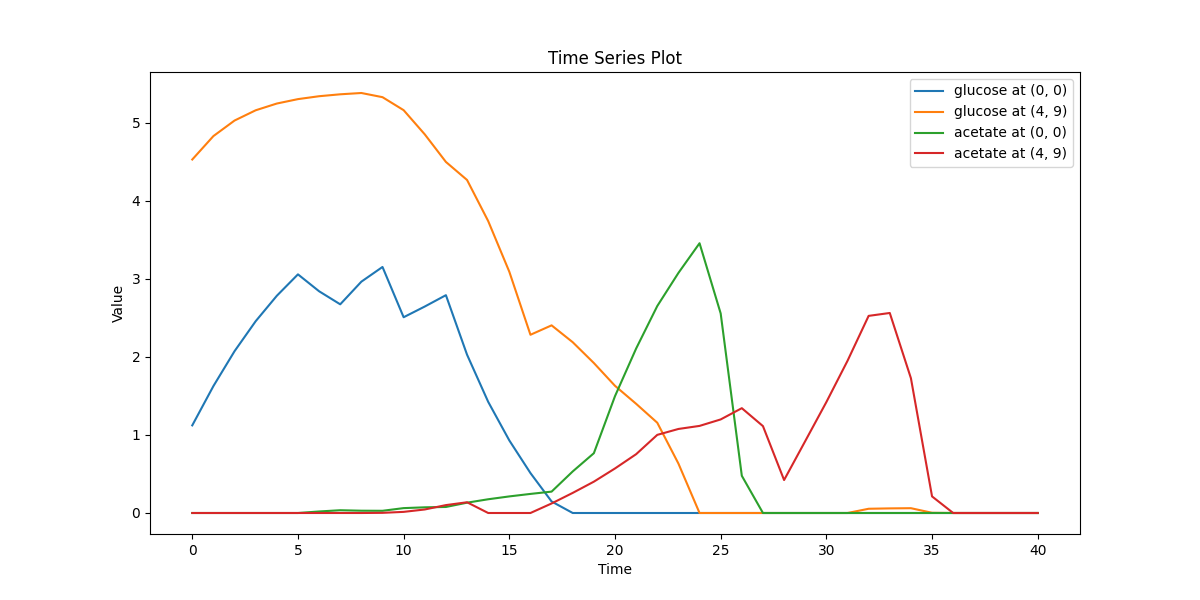 Time Series Plot
glucose at (0, 0)
glucose at (4, 9)
acetate at (0, 0)
acetate at (4, 9)
Value
5
4
3
2
1
0
0 5 10 15 20 25 30 35 40
Time